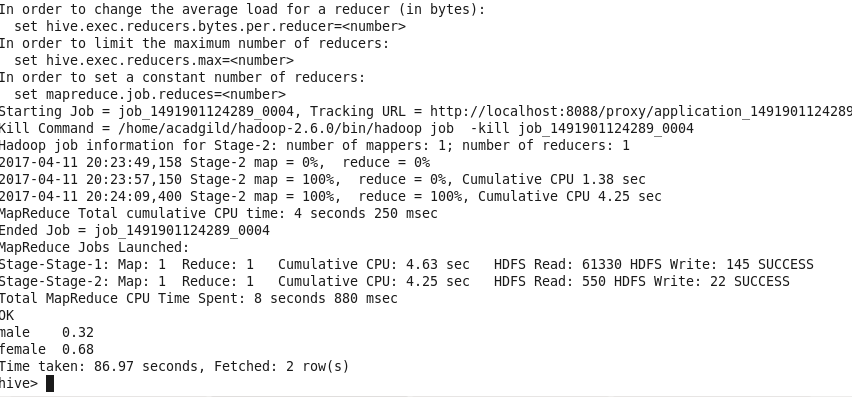 In order to change the average load for a reducer (in bytes):
  set hive.exec.reducers.bytes.per.reducer=<number>
In order to limit the maximum number of reducers:
  set hive.exec.reducers.max=<number>
In order to set a constant number of reducers:
  set mapreduce.job.reduces=<number>
Starting Job = job_1491901124289_0004, Tracking URL = http://localhost:8088/proxy/application_1491901124289
Kill Command = /home/acadgild/hadoop-2.6.0/bin/hadoop job  -kill job_1491901124289_0004
Hadoop job information for Stage-2: number of mappers: 1; number of reducers: 1
2017-04-11 20:23:49,158 Stage-2 map = 0%,  reduce = 0%
2017-04-11 20:23:57,150 Stage-2 map = 100%,  reduce = 0%, Cumulative CPU 1.38 sec
2017-04-11 20:24:09,400 Stage-2 map = 100%,  reduce = 100%, Cumulative CPU 4.25 sec
MapReduce Total cumulative CPU time: 4 seconds 250 msec
Ended Job = job_1491901124289_0004
MapReduce Jobs Launched:
Stage-Stage-1: Map: 1  Reduce: 1   Cumulative CPU: 4.63 sec   HDFS Read: 61330 HDFS Write: 145 SUCCESS
Stage-Stage-2: Map: 1  Reduce: 1   Cumulative CPU: 4.25 sec   HDFS Read: 550 HDFS Write: 22 SUCCESS
Total MapReduce CPU Time Spent: 8 seconds 880 msec
OK
male    0.32
female  0.68
Time taken: 86.97 seconds, Fetched: 2 row(s)
hive>